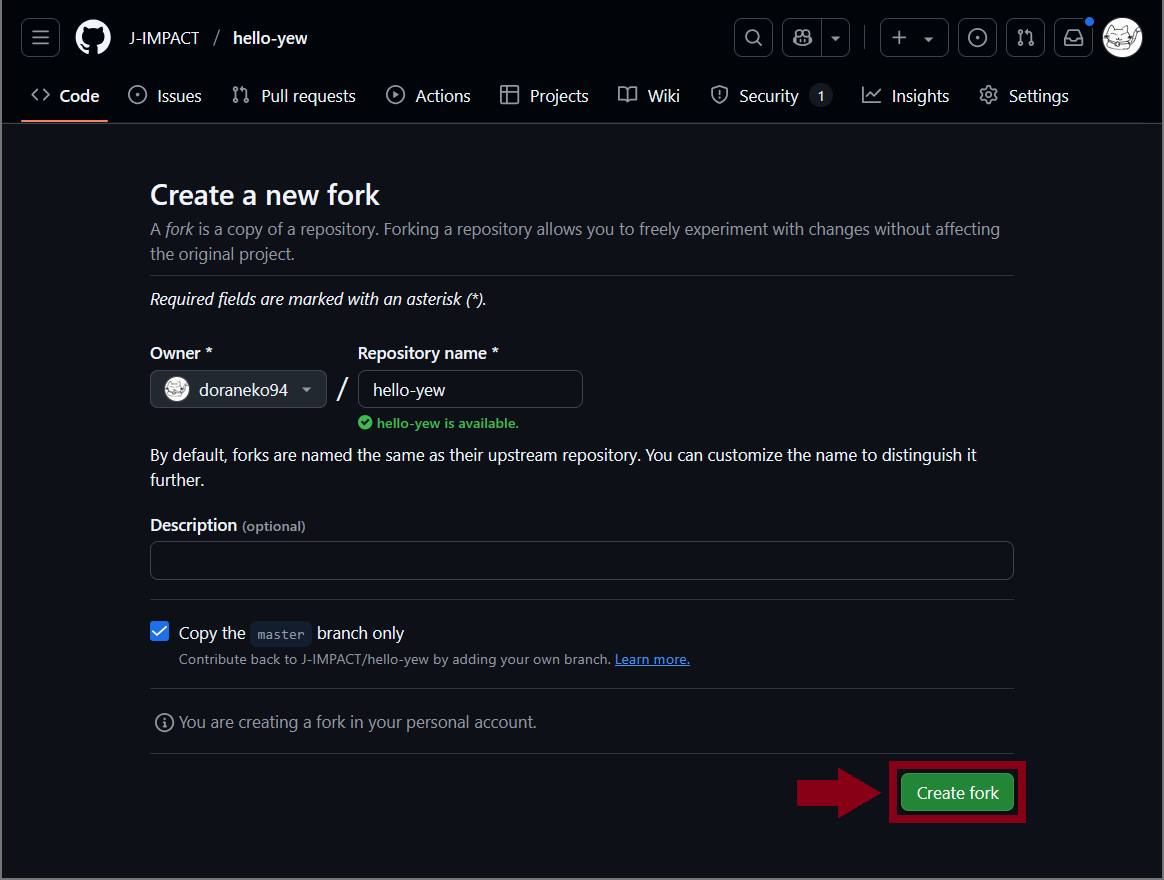 J-IMPACT / hello-yew
Code Issues Pull requests Actions Projects Wiki Security 1 Insights Settings
Create a new fork
A fork is a copy of a repository. Forking a repository allows you to freely experiment with changes without affecting
the original project.
Required fields are marked with an asterisk (*).
Owner * Repository name *
doraneko94 / hello-yew
hello-yew is available.
By default, forks are named the same as their upstream repository. You can customize the name to distinguish it
further.
Description (optional)
Copy the master branch only
Contribute back to J-IMPACT/hello-yew by adding your own branch. Learn more.
You are creating a fork in your personal account.
Create fork